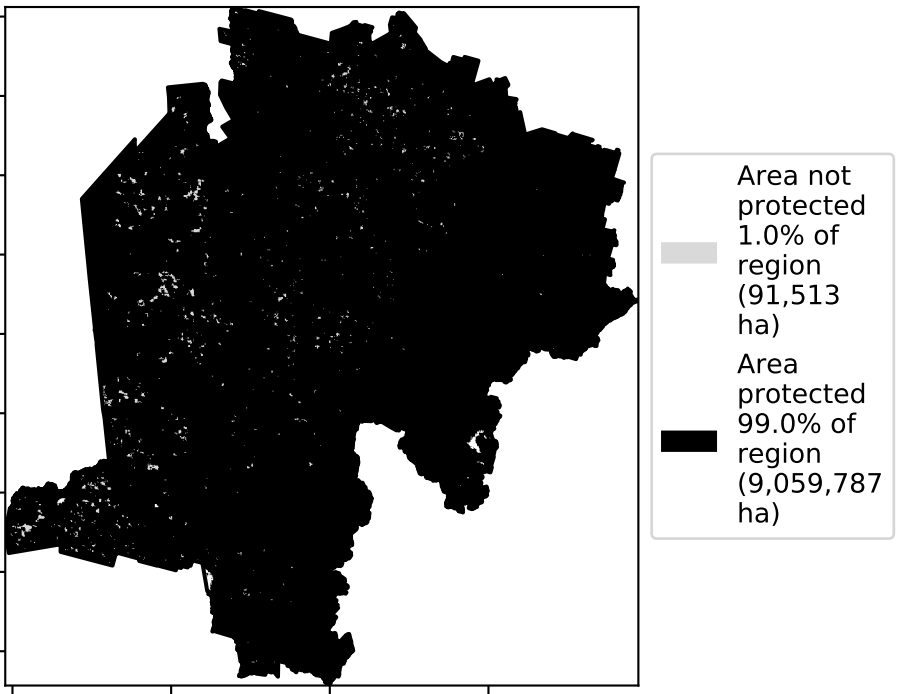 Area not
protected
1.0% of
region
(91,513
ha)
Area
protected
99.0% of
region
(9,059,787
ha)